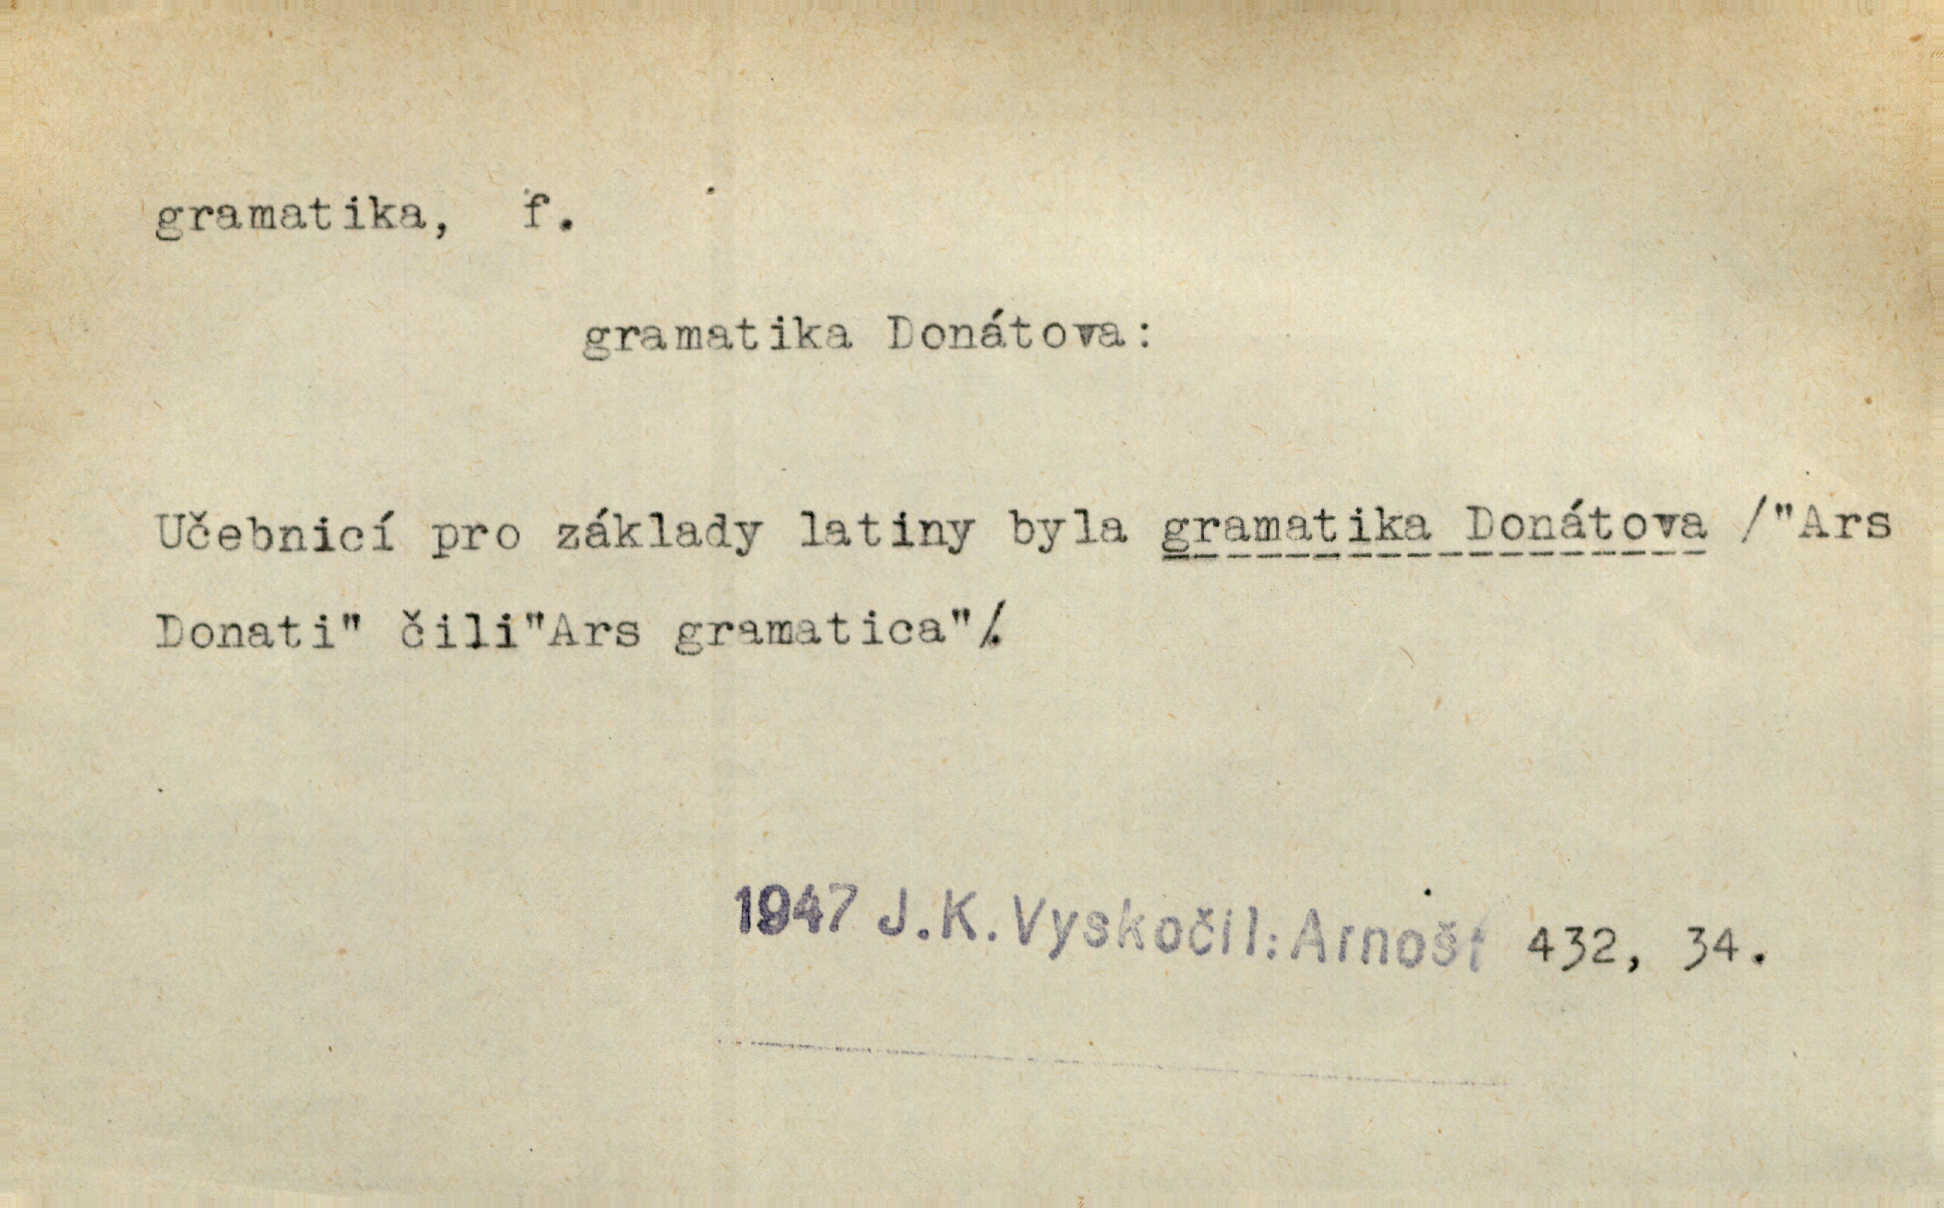 gramatika, f.
gramatika Donátova:
Učebnicí pro základy latiny byla gramatika Donátova /"Ars
Donati" čili"Ars gramatica"/.
1947 J.K.Vyskočil: Arnošt 432, 34.